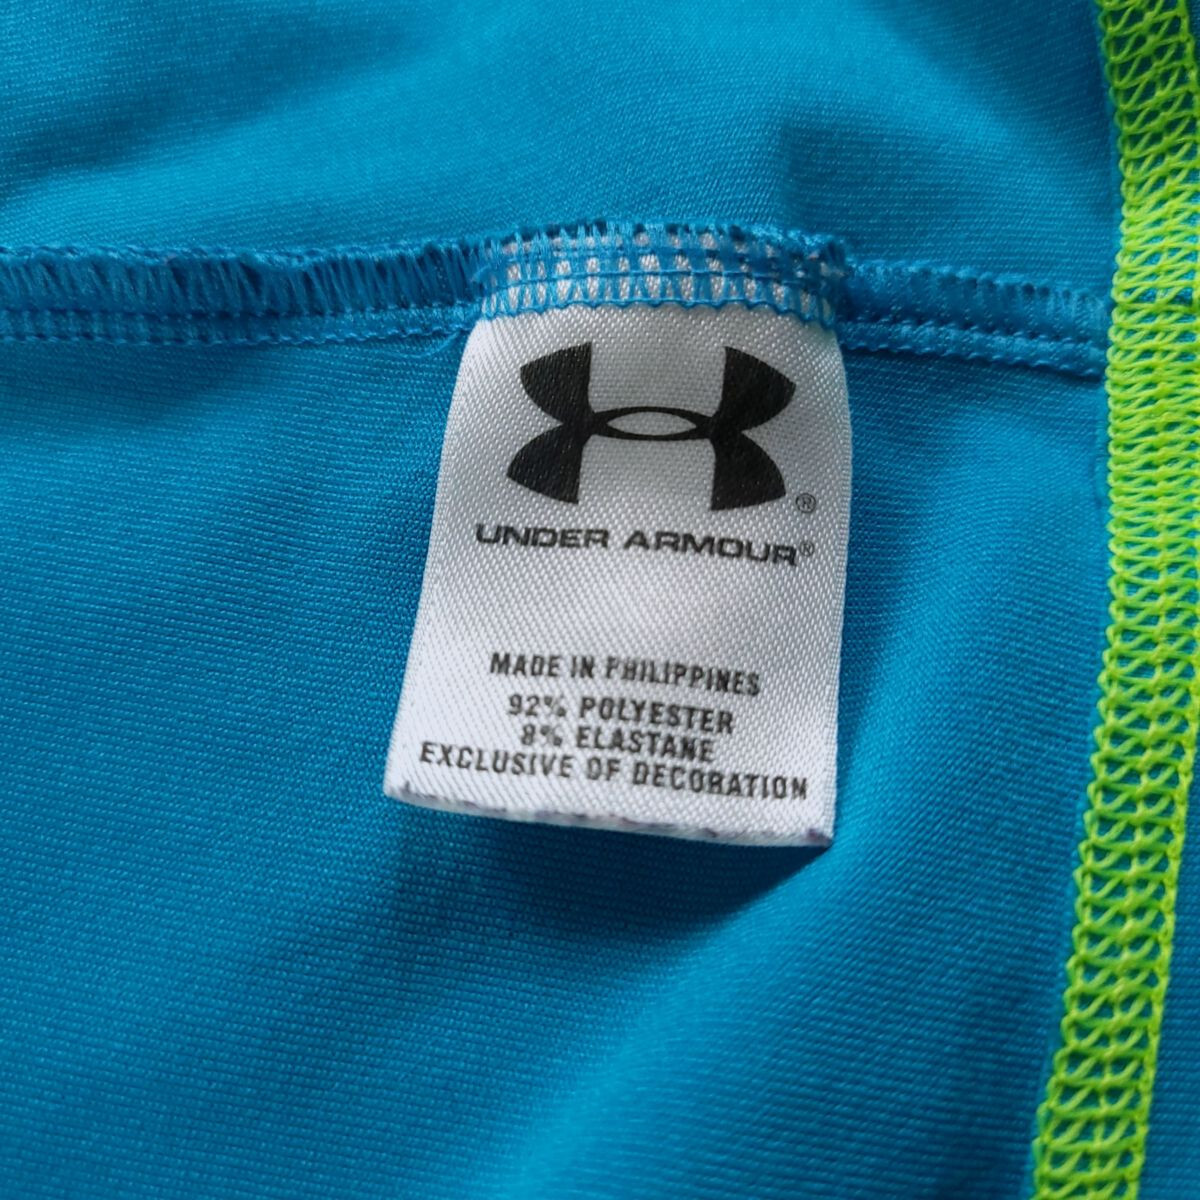 ®
UNDER ARMOUR®
MADE IN PHILIPPINES
92% POLYESTER
8% ELASTANE
EXCLUSIVE OF DECORATION